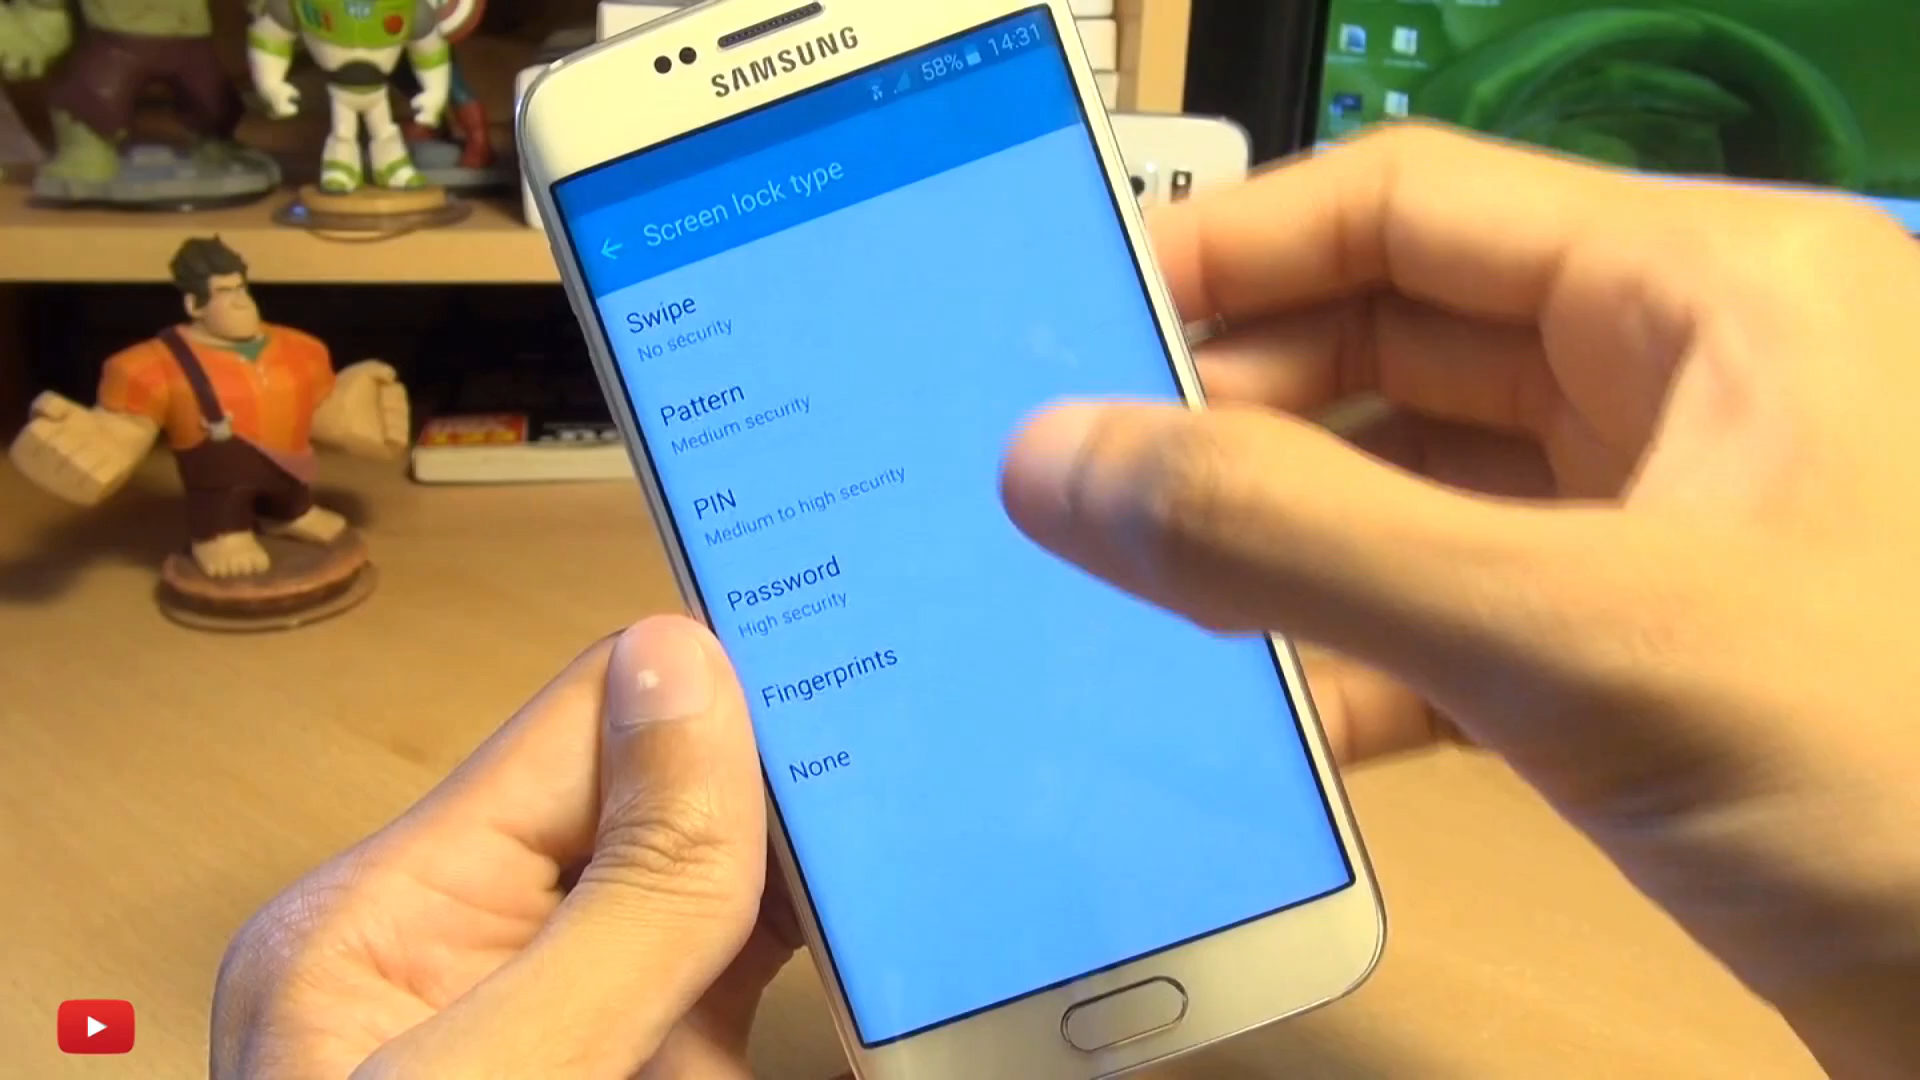 SAMSUNG
58% 14:31
Screen lock type
Swipe
No security
Pattern
Medium security
PIN
Medium to high security
Password
High security
Fingerprints
None